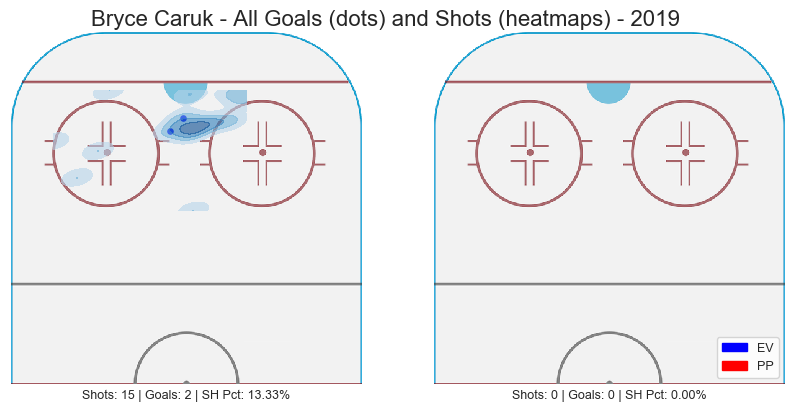 Bryce Caruk - All Goals (dots) and Shots (heatmaps) - 2019
EV
PP
Shots: 15 | Goals: 2 | SH Pct: 13.33%
Shots: 0 | Goals: 0 | SH Pct: 0.00%